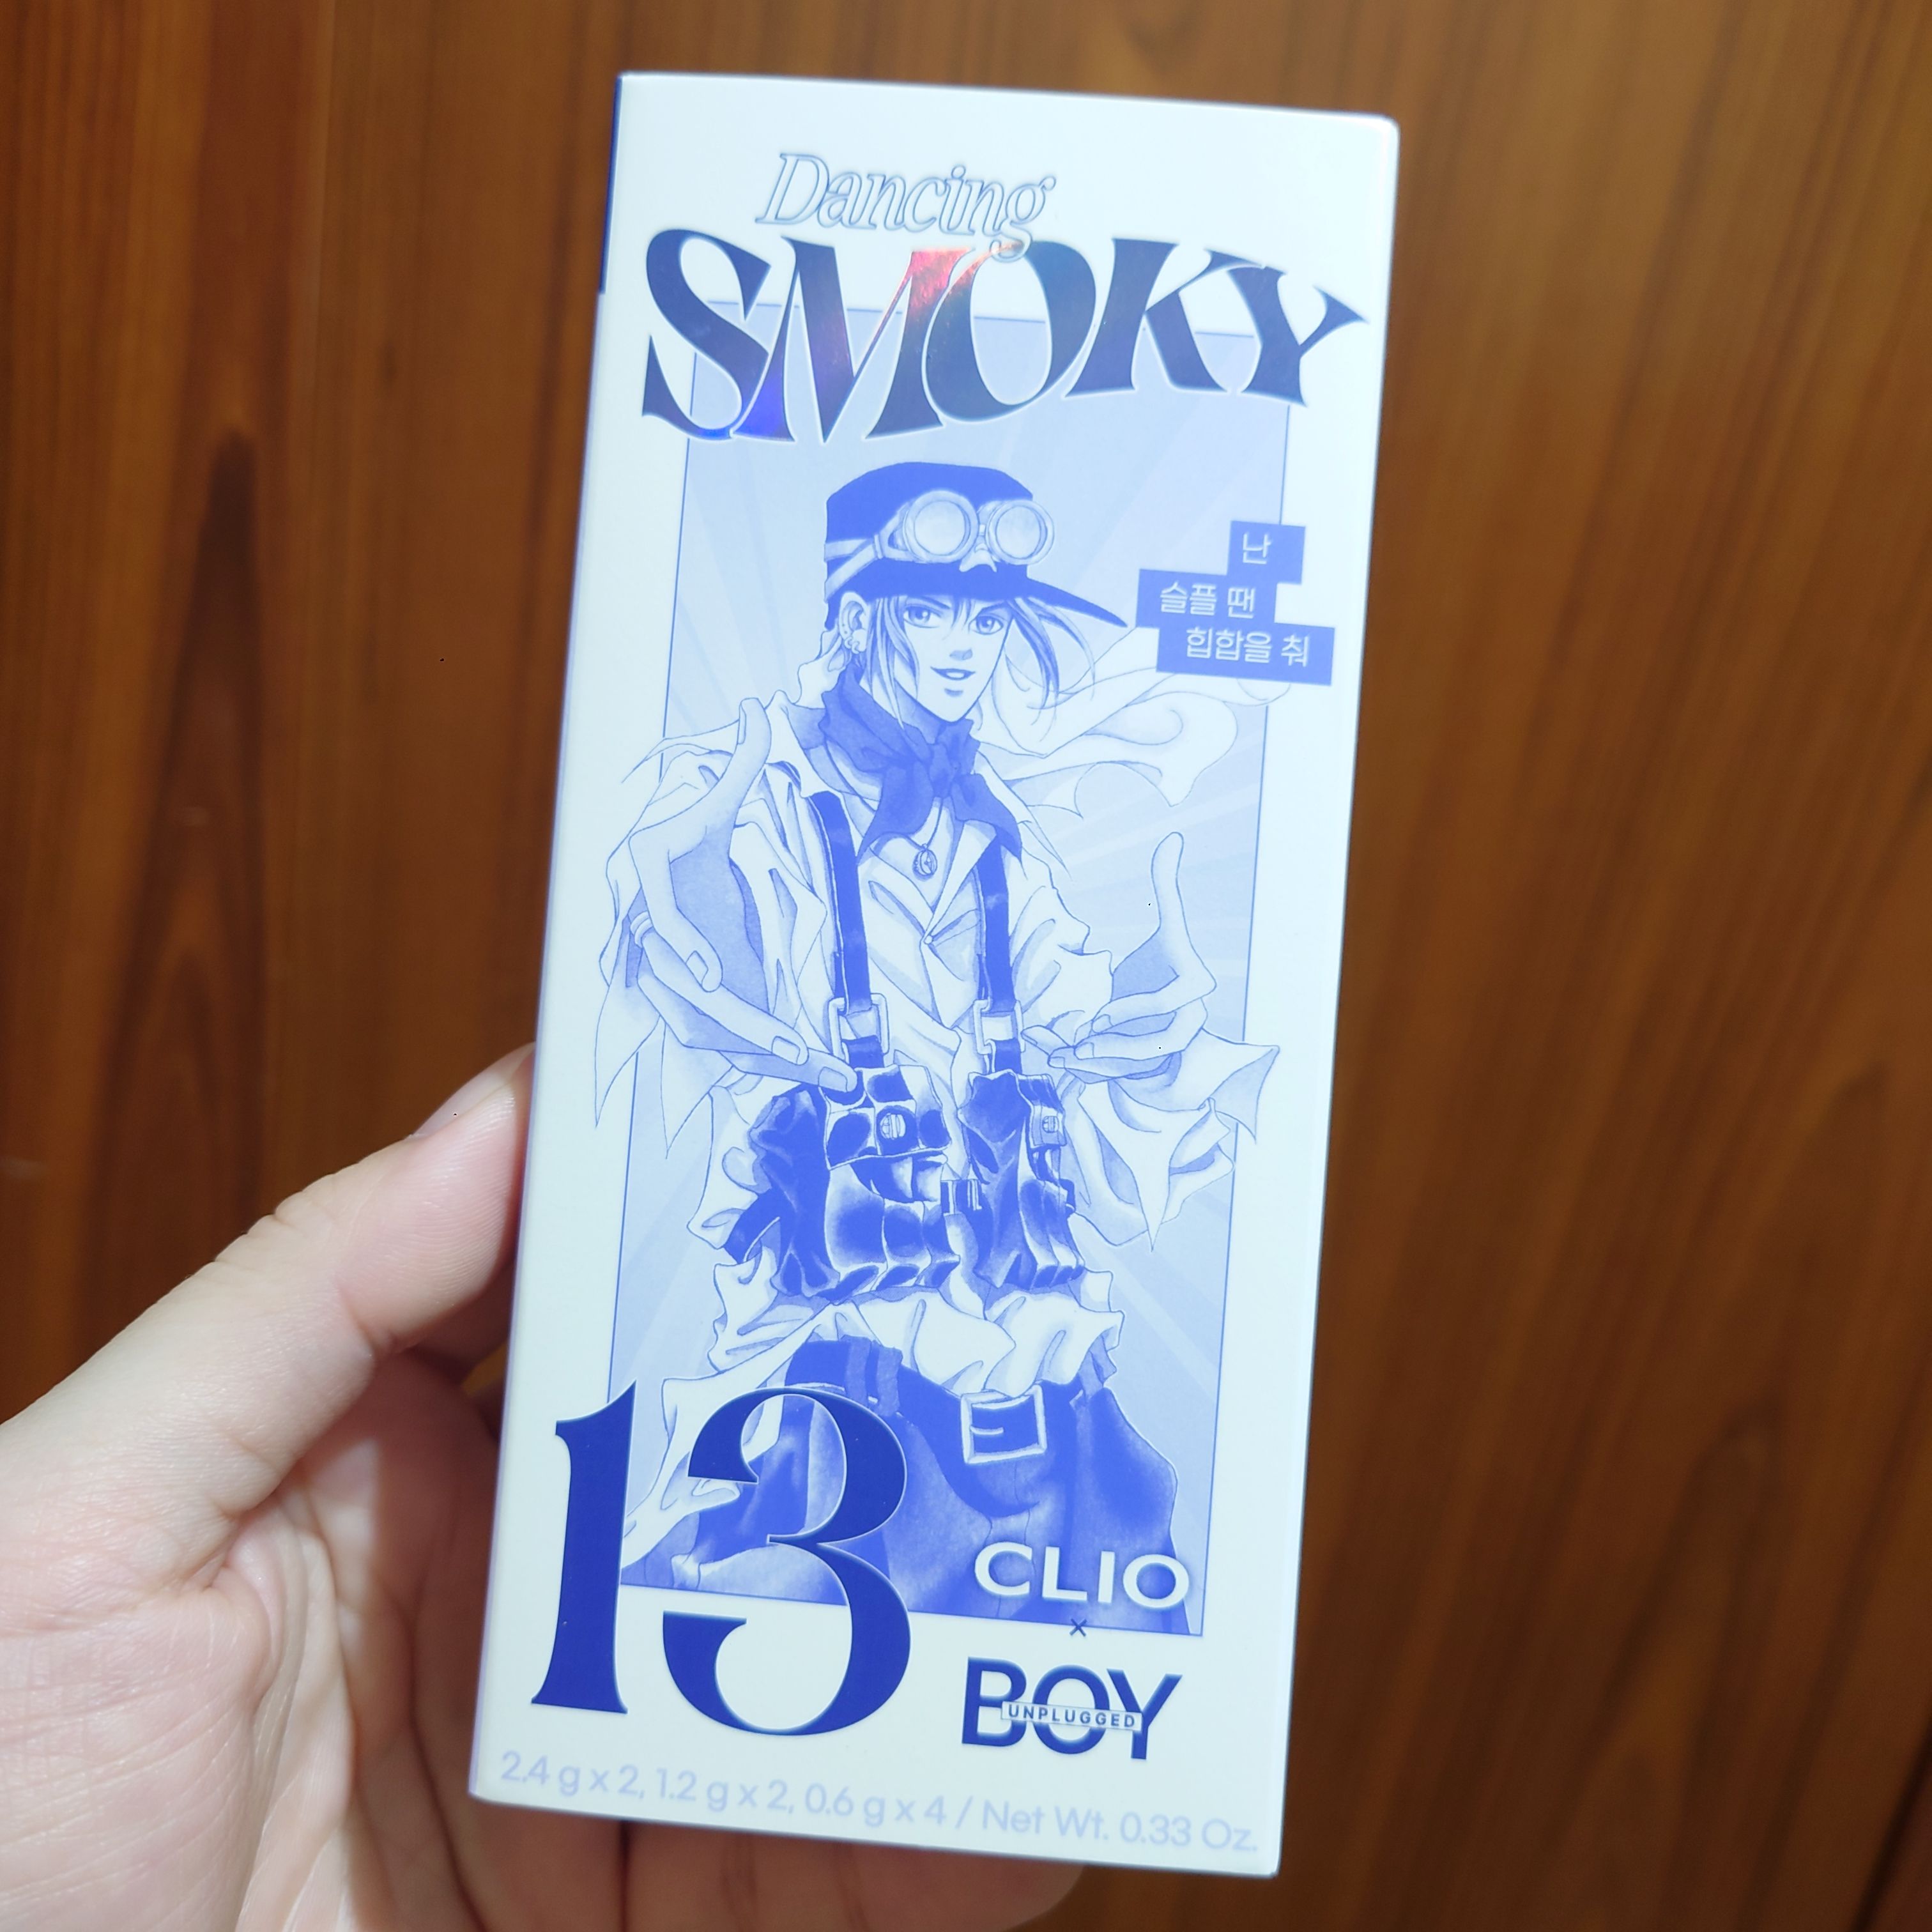 Dancing
SMOKY
난
슬플 땐
힙합을 춰
13
CLIO
×
BOY
UNPLUGGED
2.4 g x 2, 1.2 g x 2, 0.6 g x 4 / Net Wt. 0.33 Oz.